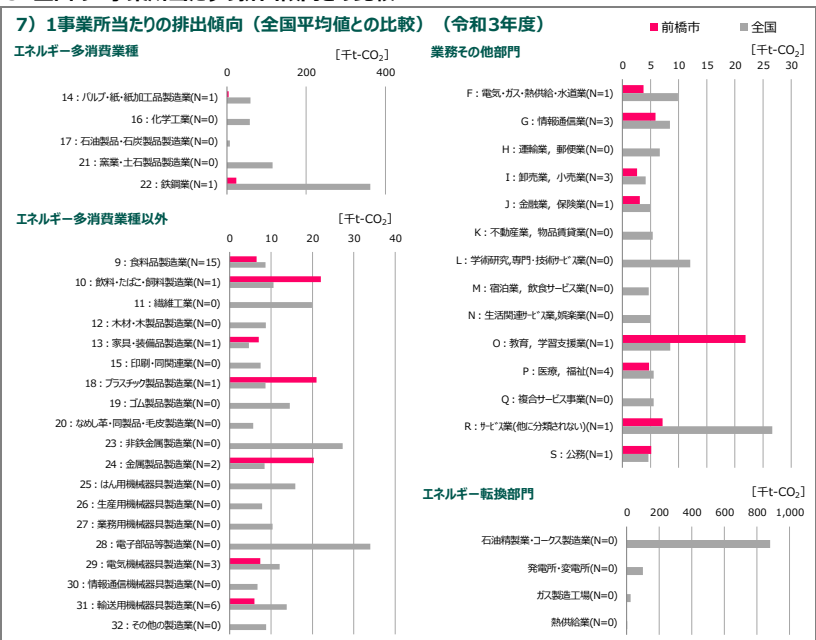 7）1事業所当たりの排出傾向（全国平均値との比較）（令和3年度）
前橋市 全国
エネルギー多消費業種
[千t-CO2]
0 200 400
14：パルプ・紙・紙加工品製造業(N=1)
16：化学工業(N=0)
17：石油製品・石炭製品製造業(N=0)
21：窯業・土石製品製造業(N=0)
22：鉄鋼業(N=1)
エネルギー多消費業種以外
[千t-CO2]
0 10 20 30 40
9：食料品製造業(N=15)
10：飲料・たばこ・飼料製造業(N=1)
11：繊維工業(N=0)
12：木材・木製品製造業(N=0)
13：家具・装備品製造業(N=1)
15：印刷・同関連業(N=0)
18：プラスチック製品製造業(N=1)
19：ゴム製品製造業(N=0)
20：なめし革・同製品・毛皮製造業(N=0)
23：非鉄金属製造業(N=0)
24：金属製品製造業(N=2)
25：はん用機械器具製造業(N=0)
26：生産用機械器具製造業(N=0)
27：業務用機械器具製造業(N=0)
28：電子部品等製造業(N=0)
29：電気機械器具製造業(N=3)
30：情報通信機械器具製造業(N=0)
31：輸送用機械器具製造業(N=6)
32：その他の製造業(N=0)
業務その他部門
[千t-CO2]
0 5 10 15 20 25 30
F：電気・ガス・熱供給・水道業(N=1)
G：情報通信業(N=3)
H：運輸業，郵便業(N=0)
I：卸売業，小売業(N=3)
J：金融業，保険業(N=1)
K：不動産業，物品賃貸業(N=0)
L：学術研究,専門・技術サービス業(N=0)
M：宿泊業，飲食サービス業(N=0)
N：生活関連サービス業,娯楽業(N=0)
O：教育，学習支援業(N=1)
P：医療，福祉(N=4)
Q：複合サービス事業(N=0)
R：サービス業(他に分類されない)(N=1)
S：公務(N=1)
エネルギー転換部門
[千t-CO2]
0 200 400 600 800 1,000
石油精製業・コークス製造業(N=0)
発電所・変電所(N=0)
ガス製造工場(N=0)
熱供給業(N=0)